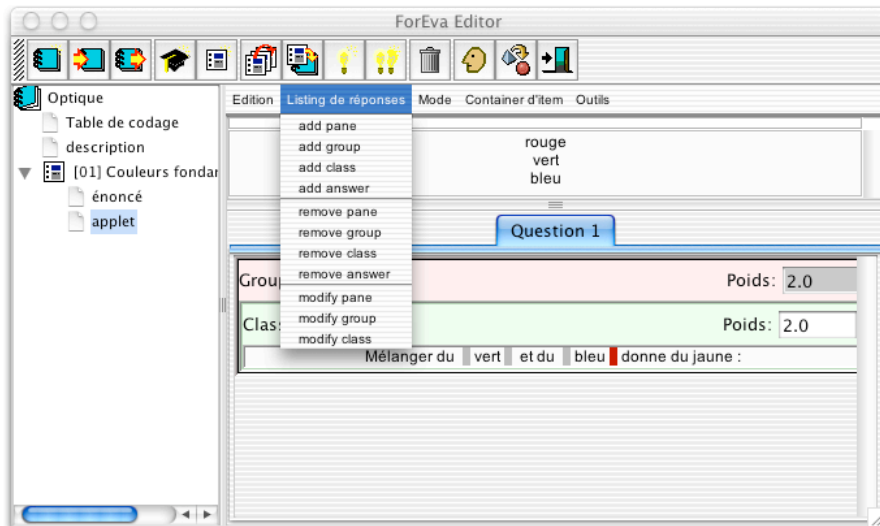 ForEva Editor
Optique
Table de codage
description
[01] Couleurs fondar
énoncé
applet
Edition Listing de réponses Mode Container d'item Outils
add pane
add group
add class
add answer
remove pane
remove group
remove class
remove answer
modify pane
modify group
modify class
rouge
vert
bleu
Question 1
Grou
Poids: 2.0
Clas
Poids: 2.0
Mélanger du vert et du bleu donne du jaune :